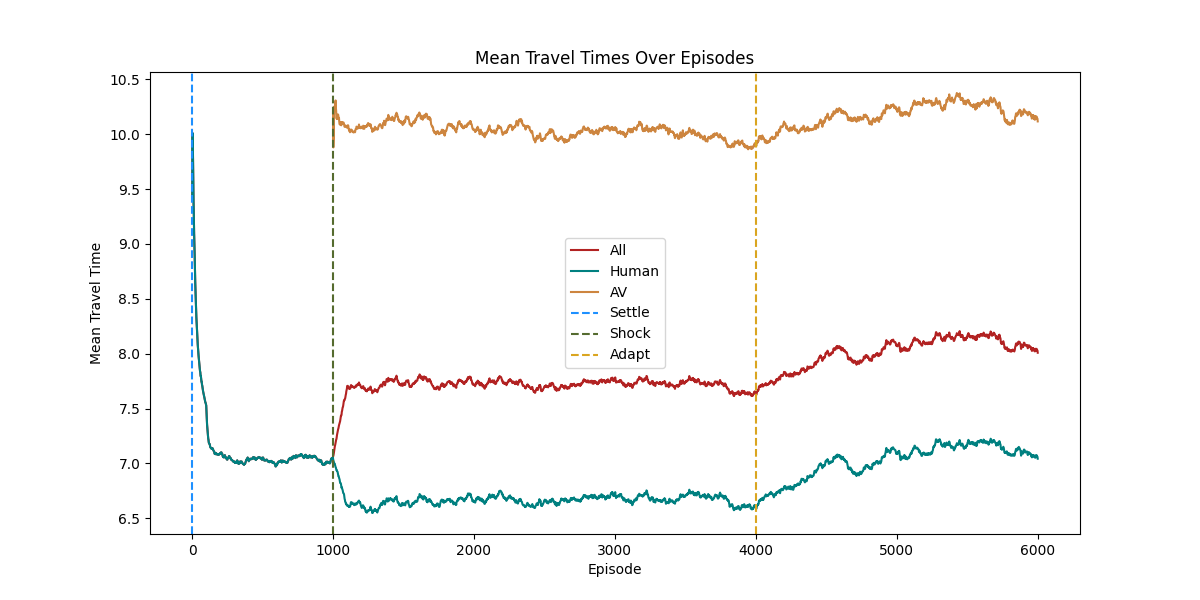 Mean Travel Times Over Episodes
Mean Travel Time
10.5
10.0
9.5
9.0
8.5
8.0
7.5
7.0
6.5
All
Human
AV
Settle
Shock
Adapt
0 1000 2000 3000 4000 5000 6000
Episode